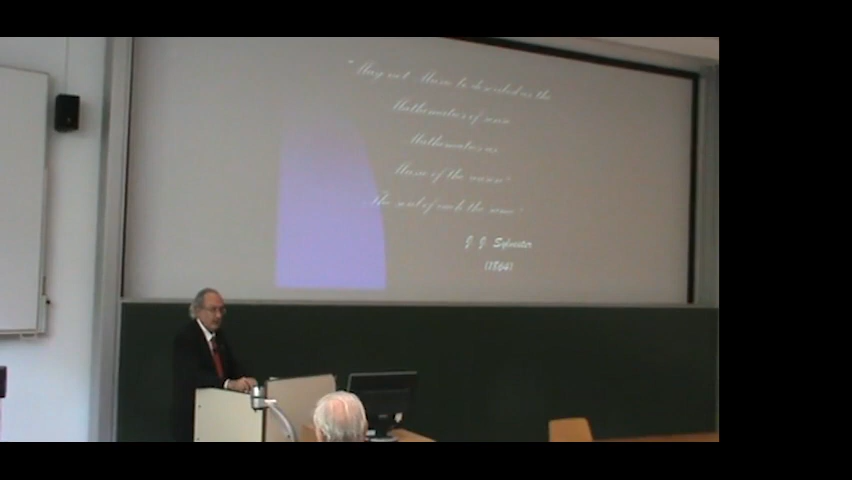 "May not Music be described as the
Mathematics of sense
Mathematics as
Music of the reason"
The soul of each the same"
J. J. Sylvester
(1864)